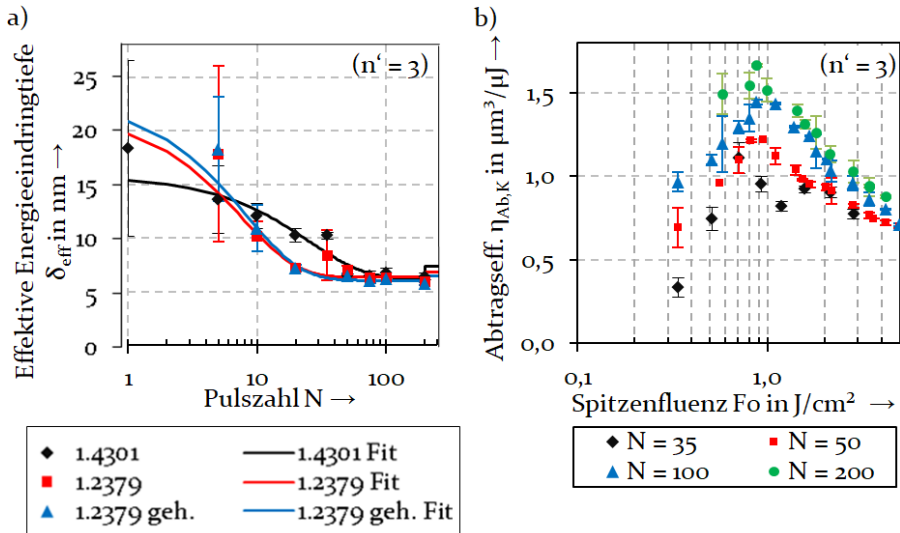 a)
Effektive Energieeindringtiefe
δeff in nm →
(n‘ = 3)
25
20
15
10
5
0
1
10
100
Pulszahl N →
1.4301
1.4301 Fit
1.2379
1.2379 Fit
1.2379 geh.
1.2379 geh. Fit
b)
Abtragseff. ηAb,K in µm³/µJ →
(n‘ = 3)
1,5
1,0
0,5
0,0
0,1
1,0
Spitzenfluenz F0 in J/cm² →
N = 35
N = 50
N = 100
N = 200